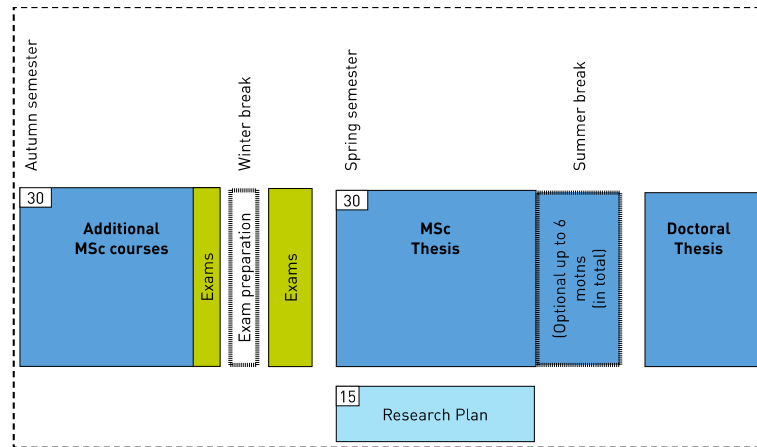 Autumn semester
Winter break
Spring semester
Summer break
30
Additional
MSc courses
Exams
Exam preparation
Exams
30
MSc
Thesis
(Optional up to 6
motns
(in total)
Doctoral
Thesis
15
Research Plan